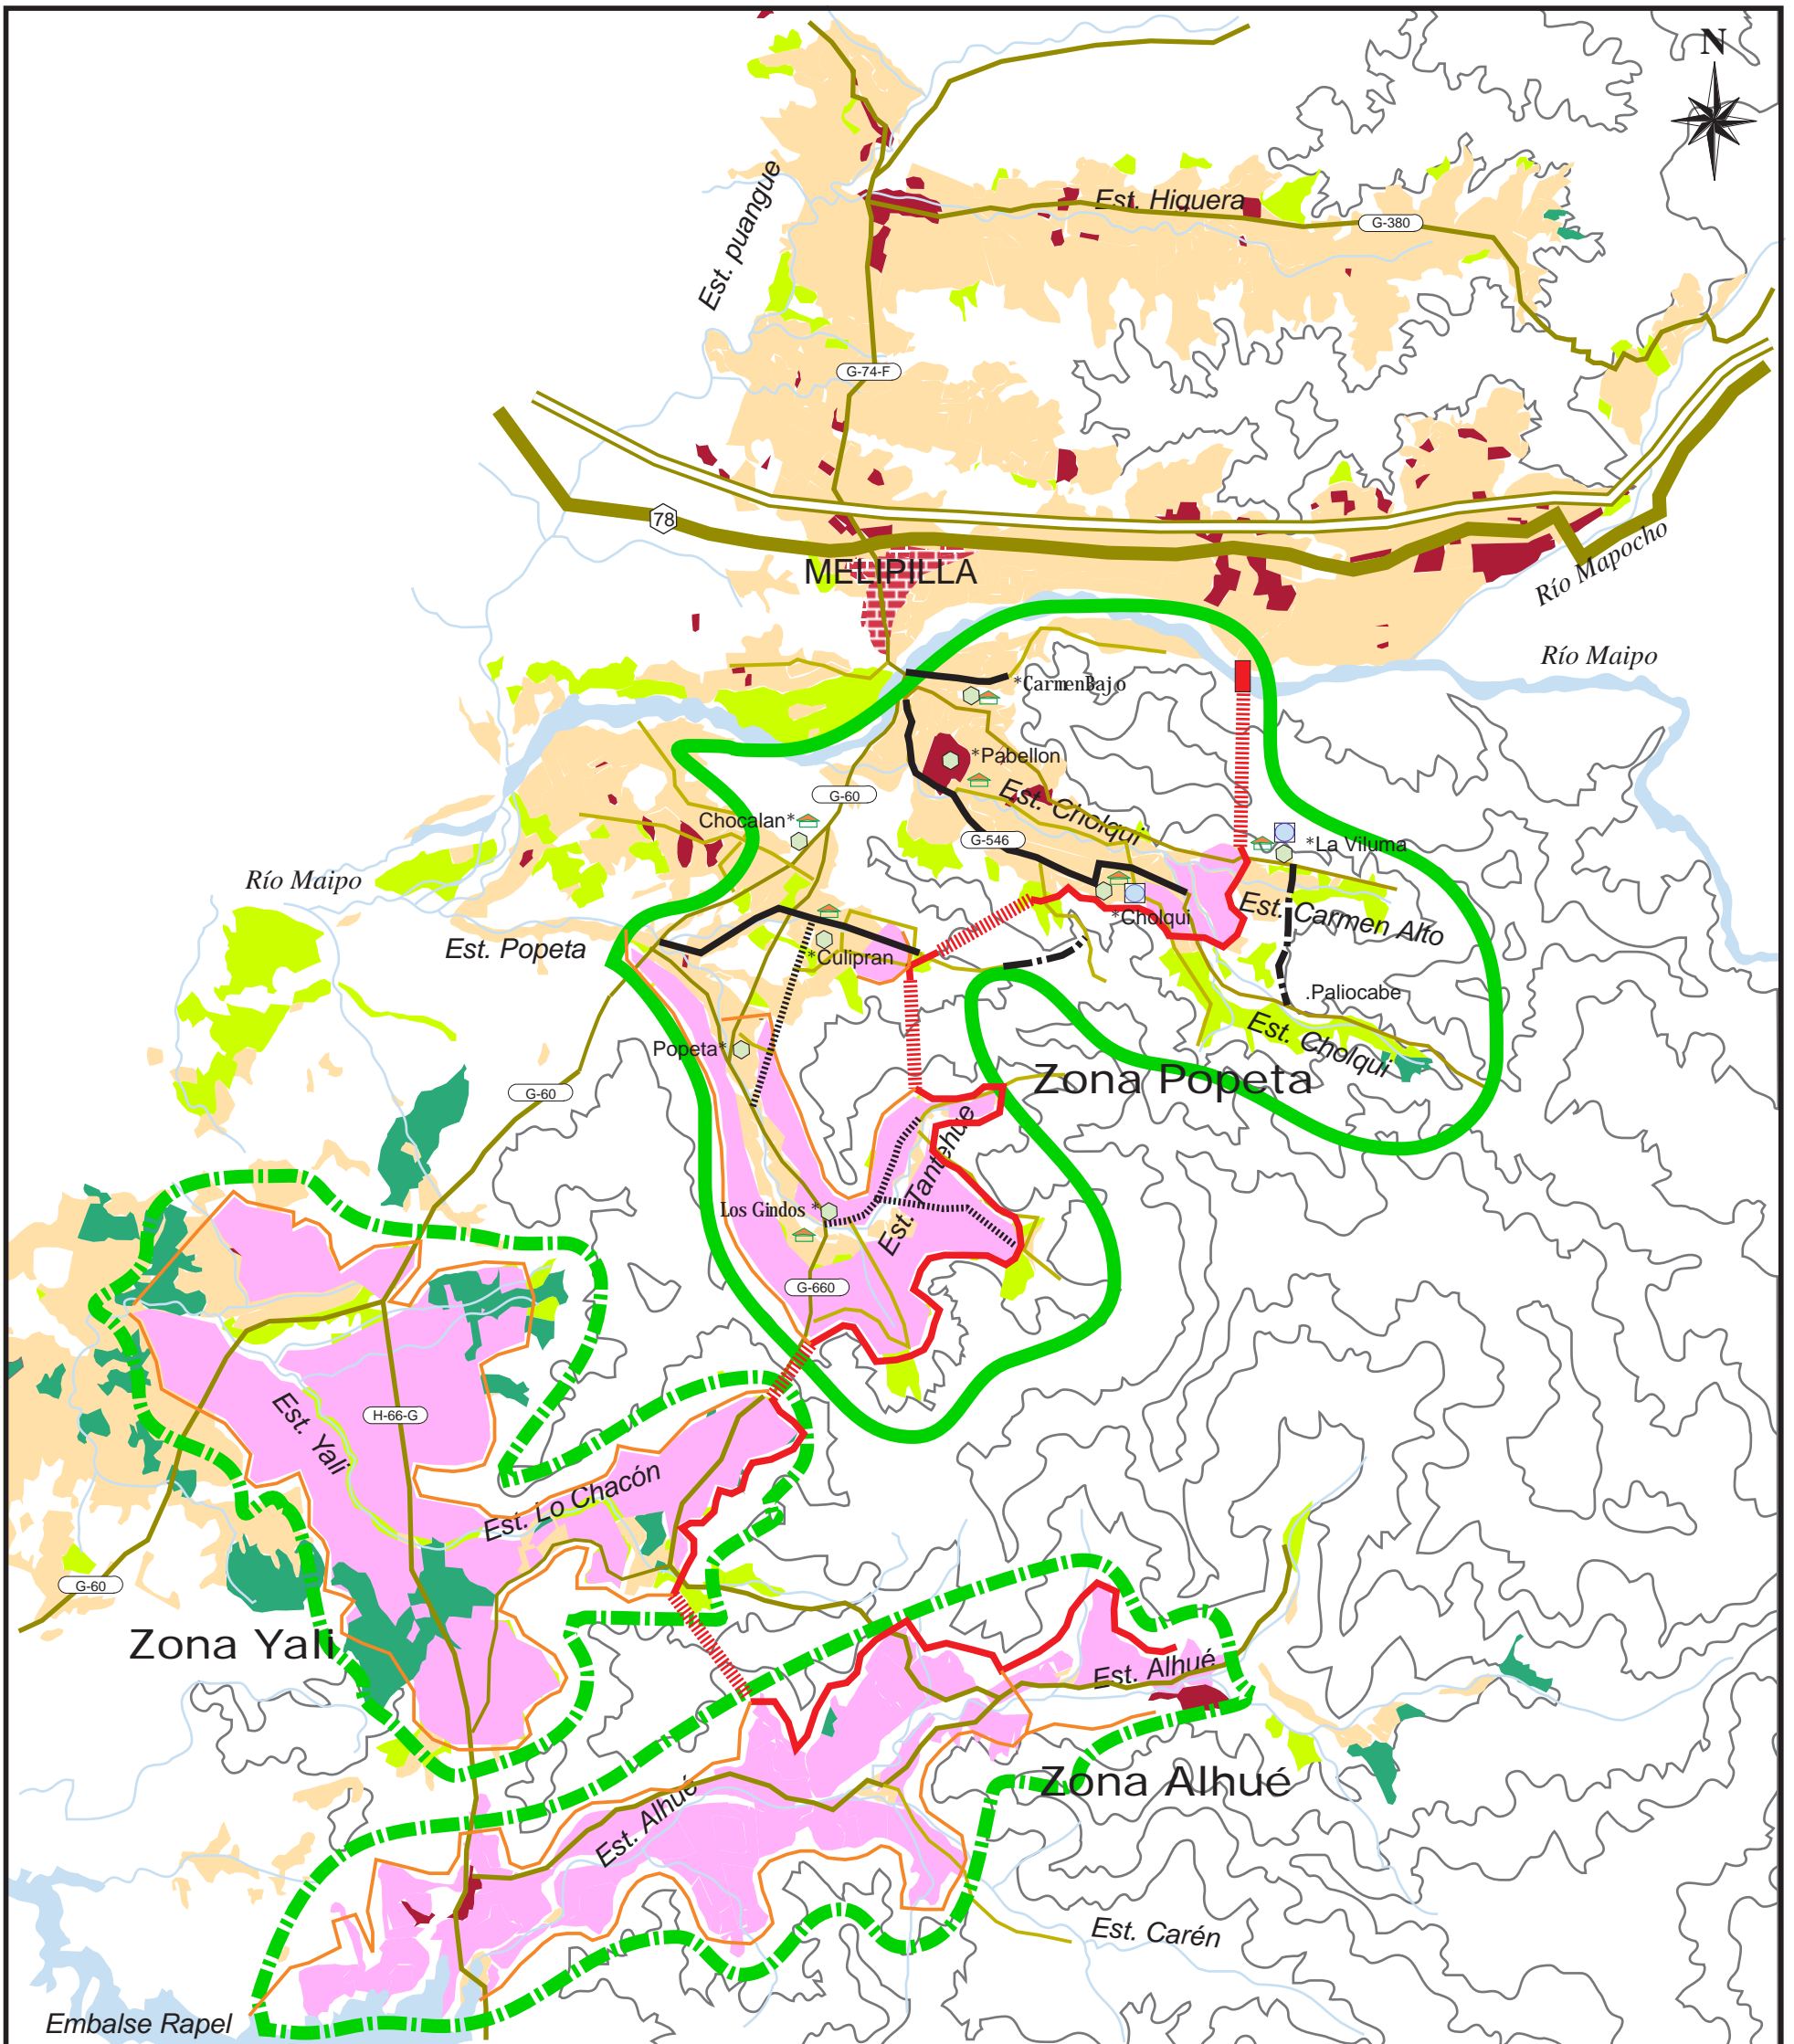 N
Est. puangue
Est. Higuera
G-380
G-74-F
78
MELIPILLA
Río Mapocho
Río Maipo
*CarmenBajo
*Pabellon
G-60
Est. Cholqui
Chocalan*
G-546
*La Viluma
Río Maipo
*Cholqui
Est. Carmen Alto
Est. Popeta
*Culipran
.Paliocabe
Est. Cholqui
Popeta*
Zona Popeta
G-60
Est. Tantehue
Los Gindos *
G-660
Est. Yali
H-66-G
Est. Lo Chacón
G-60
Zona Yali
Est. Alhué
Zona Alhué
Est. Alhué
Est. Carén
Embalse Rapel